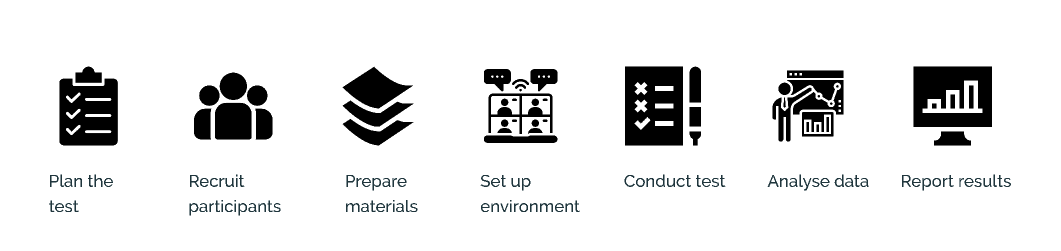 Plan the
test
Recruit
participants
Prepare
materials
Set up
environment
Conduct test
Analyse data
Report results